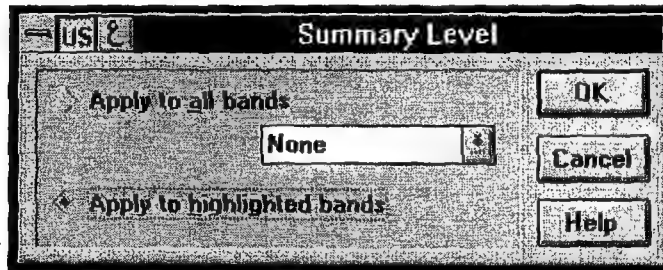 US Summary Level
Apply to all bands
None
Apply to highlighted bands
OK
Cancel
Help